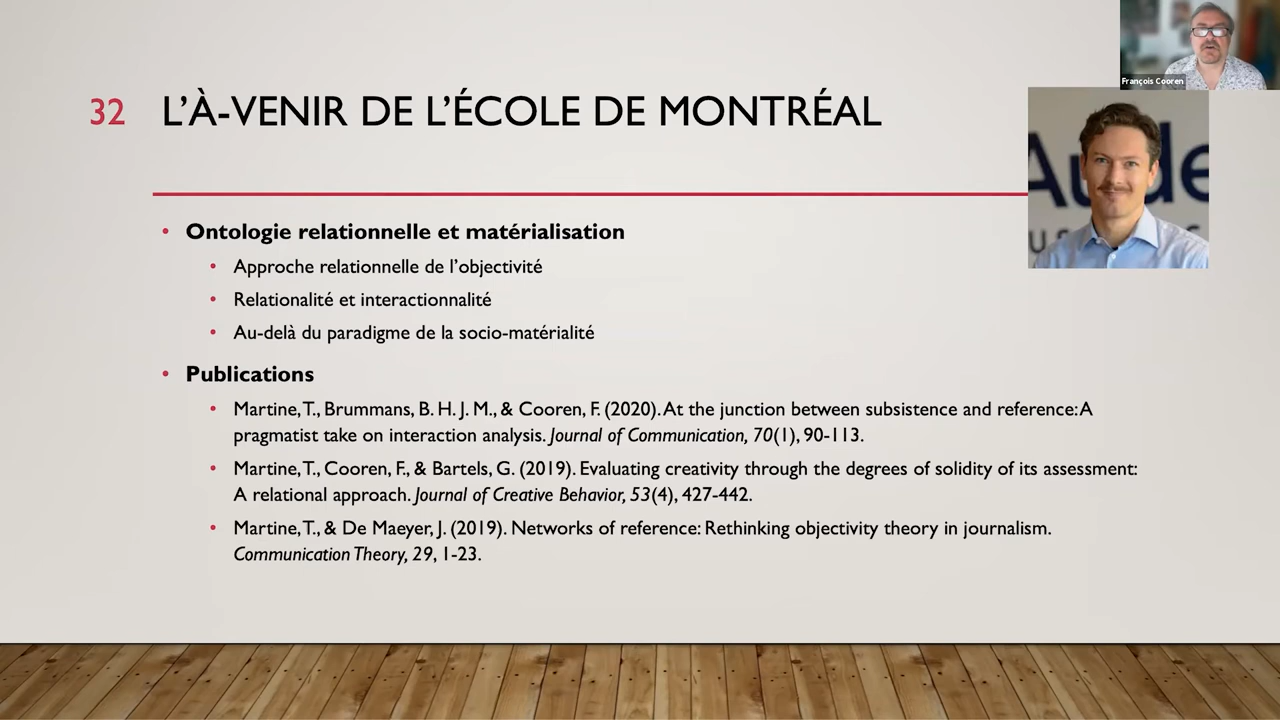 François Cooren
32 L'À-VENIR DE L'ÉCOLE DE MONTRÉAL
• Ontologie relationnelle et matérialisation
• Approche relationnelle de l'objectivité
• Relationalité et interactionnalité
• Au-delà du paradigme de la socio-matérialité
• Publications
• Martine, T., Brummans, B. H. J. M., & Cooren, F. (2020). At the junction between subsistence and reference: A
pragmatist take on interaction analysis. Journal of Communication, 70(1), 90-113.
• Martine, T., Cooren, F., & Bartels, G. (2019). Evaluating creativity through the degrees of solidity of its assessment:
A relational approach. Journal of Creative Behavior, 53(4), 427-442.
• Martine, T., & De Maeyer, J. (2019). Networks of reference: Rethinking objectivity theory in journalism.
Communication Theory, 29, 1-23.